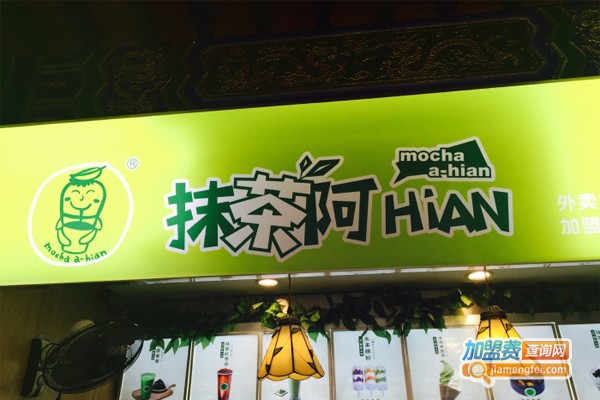 mocha a-hian
®
抹茶阿HiAN
mocha
a-hian
外卖
加盟
加盟费查询网
jiamengfei.com